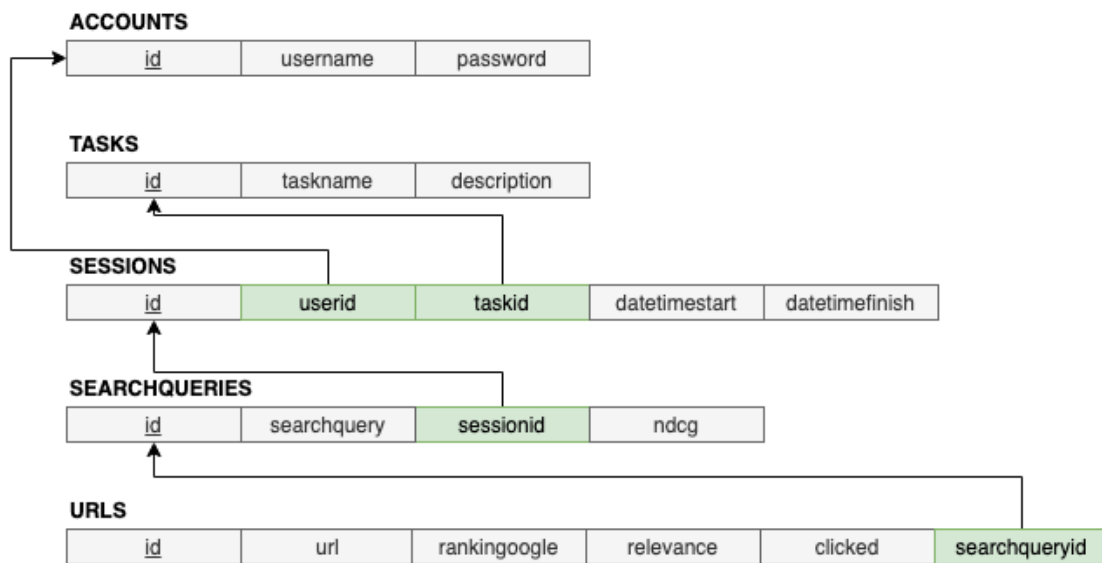 ACCOUNTS
id username password
TASKS
id taskname description
SESSIONS
id userid taskid datetimestart datetimefinish
SEARCHQUERIES
id searchquery sessionid ndcg
URLS
id url rankingoogle relevance clicked searchqueryid